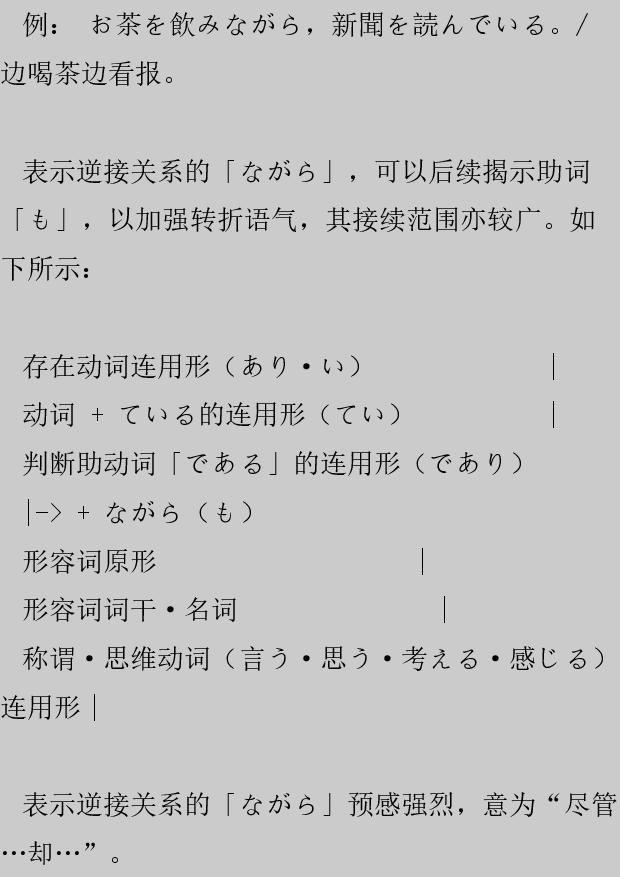 例： お茶を飲みながら，新聞を読んでいる。/
边喝茶边看报。
表示逆接关系的「ながら」，可以后续揭示助词
「も」，以加强转折语气，其接续范围亦较广。如
下所示：
存在动词连用形（あり・い） |
动词 + ている的连用形（てい） |
判断助动词「である」的连用形（であり）
|-> + ながら（も）
形容词原形 |
形容词词干・名词 |
称谓・思维动词（言う・思う・考える・感じる）
连用形 |
表示逆接关系的「ながら」预感强烈，意为“尽管
…却…”。